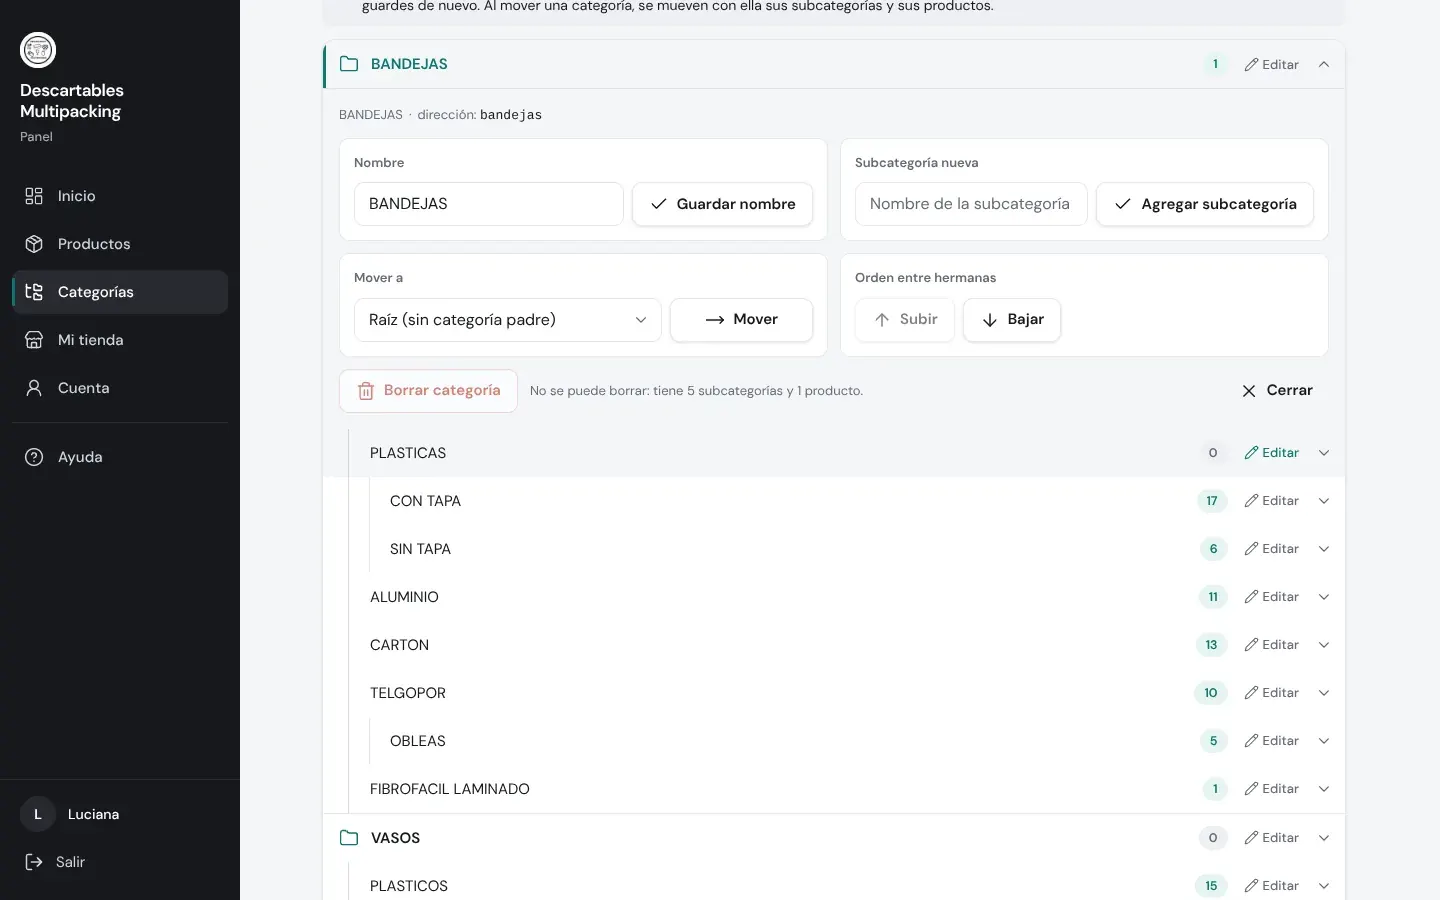 Descartables
Multipacking
Panel
Inicio
Productos
Categorías
Mi tienda
Cuenta
Ayuda
L Luciana
Salir
guardes de nuevo. Al mover una categoría, se mueven con ella sus subcategorías y sus productos.
BANDEJAS 1 Editar
BANDEJAS · dirección: bandejas
Nombre
BANDEJAS Guardar nombre
Subcategoría nueva
Nombre de la subcategoría Agregar subcategoría
Mover a
Raíz (sin categoría padre) Mover
Orden entre hermanas
Subir Bajar
Borrar categoría No se puede borrar: tiene 5 subcategorías y 1 producto. Cerrar
PLASTICAS 0 Editar
CON TAPA 17 Editar
SIN TAPA 6 Editar
ALUMINIO 11 Editar
CARTON 13 Editar
TELGOPOR 10 Editar
OBLEAS 5 Editar
FIBROFACIL LAMINADO 1 Editar
VASOS 0 Editar
PLASTICOS 15 Editar